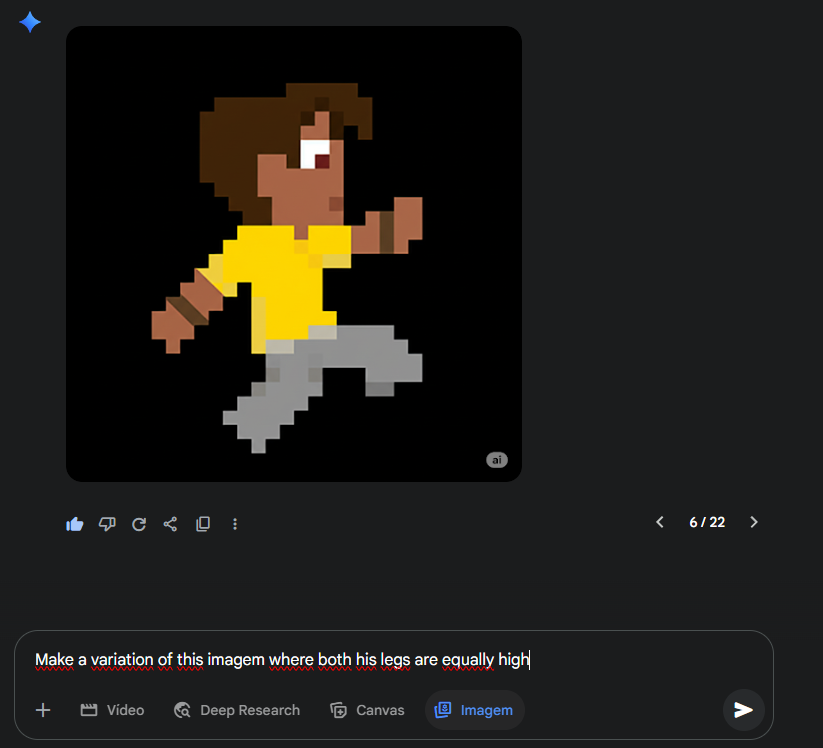 ai
6 / 22
Make a variation of this imagem where both his legs are equally high
Vídeo Deep Research Canvas Imagem